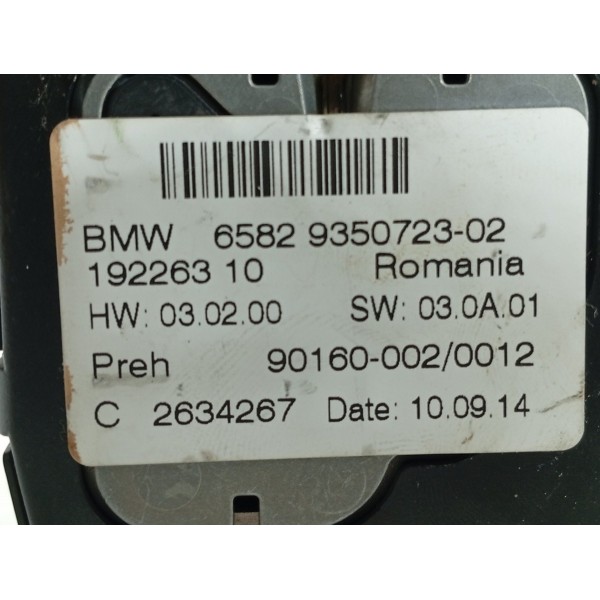 BMW 6582 9350723-02
192263 10 Romania
HW: 03.02.00 SW: 03.0A.01
Preh 90160-002/0012
C 2634267 Date: 10.09.14